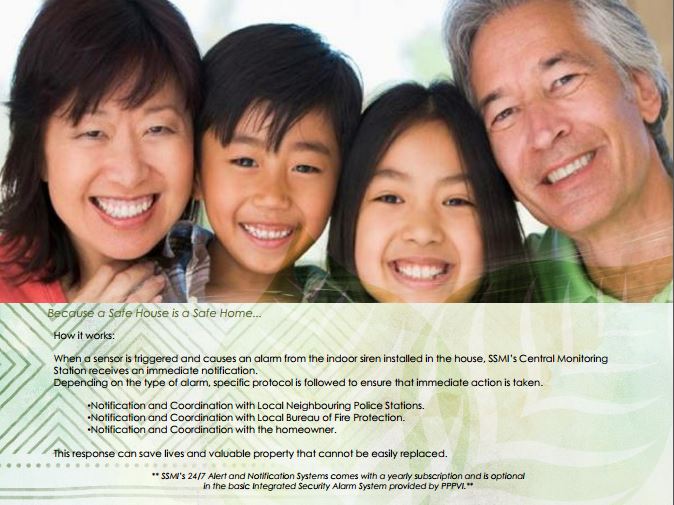 Because a Safe House is a Safe Home...
How it works:
When a sensor is triggered and causes an alarm from the indoor siren installed in the house, SSMI's Central Monitoring
Station receives an immediate notification.
Depending on the type of alarm, specific protocol is followed to ensure that immediate action is taken.
•Notification and Coordination with Local Neighbouring Police Stations.
•Notification and Coordination with Local Bureau of Fire Protection.
•Notification and Coordination with the homeowner.
This response can save lives and valuable property that cannot be easily replaced.
** SSMI's 24/7 Alert and Notification Systems comes with a yearly subscription and is optional
in the basic Integrated Security Alarm System provided by PPPVI.**